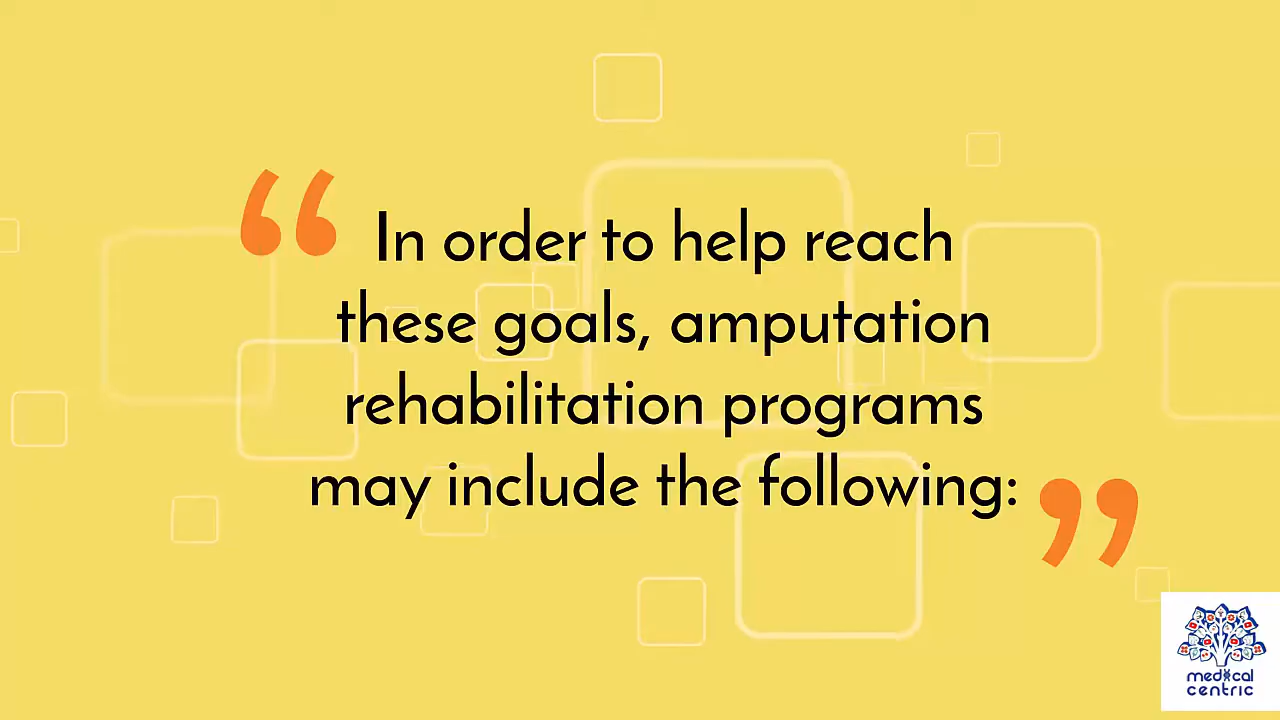 “In order to help reach
these goals, amputation
rehabilitation programs
may include the following:”
medical
centric